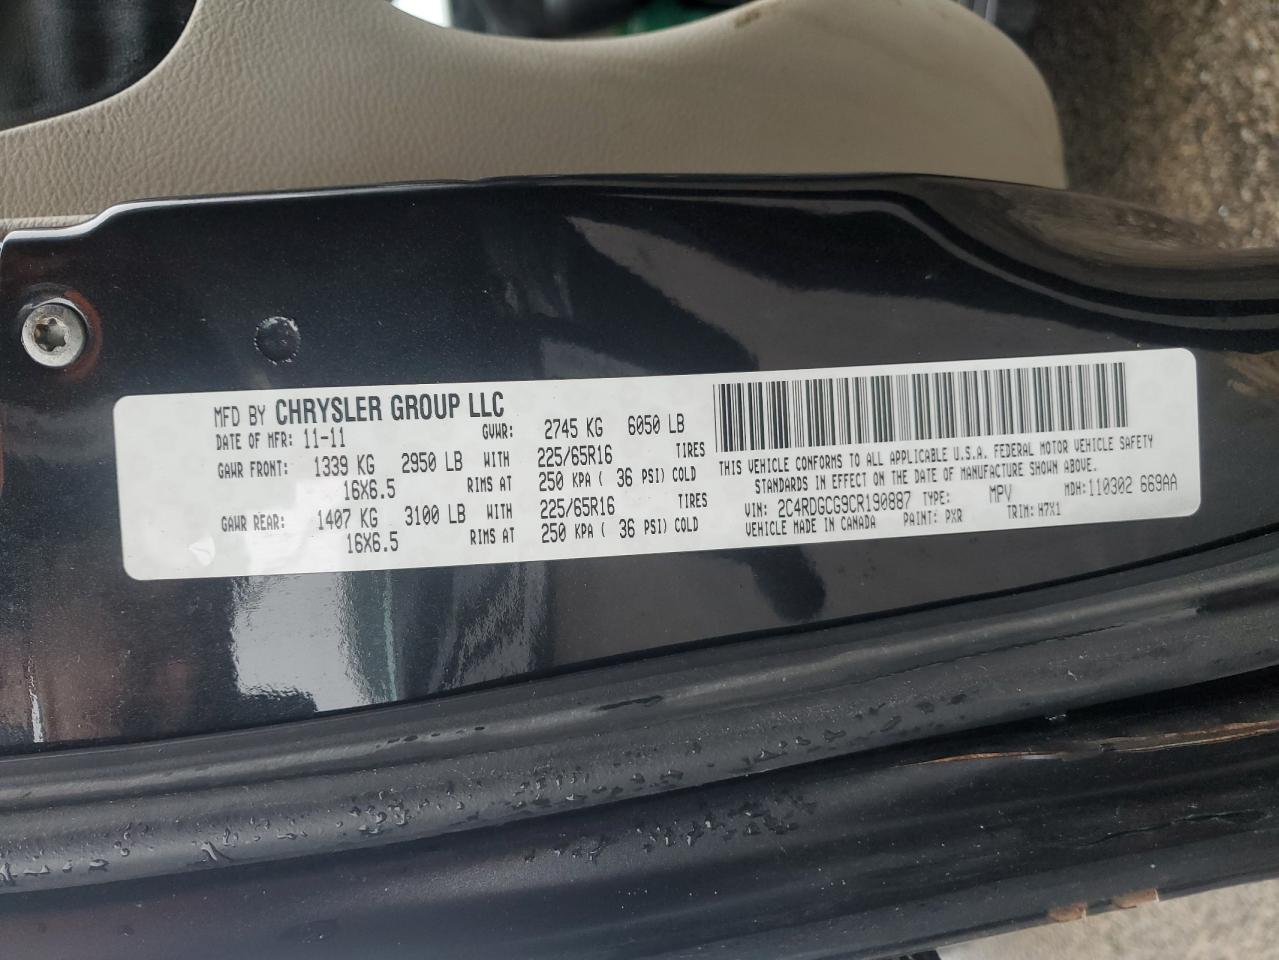 MFD BY CHRYSLER GROUP LLC
DATE OF MFR: 11-11 GVWR: 2745 KG 6050 LB
GAWR FRONT: 1339 KG 2950 LB WITH 225/65R16 TIRES
16X6.5 RIMS AT 250 KPA ( 36 PSI) COLD
GAWR REAR: 1407 KG 3100 LB WITH 225/65R16 TIRES
16X6.5 RIMS AT 250 KPA ( 36 PSI) COLD
THIS VEHICLE CONFORMS TO ALL APPLICABLE U.S.A. FEDERAL MOTOR VEHICLE SAFETY
STANDARDS IN EFFECT ON THE DATE OF MANUFACTURE SHOWN ABOVE.
VIN: 2C4RDGCG9CR190887 TYPE: MPV MDH: 110302 669AA
VEHICLE MADE IN CANADA PAINT: PXR TRIM: H7X1